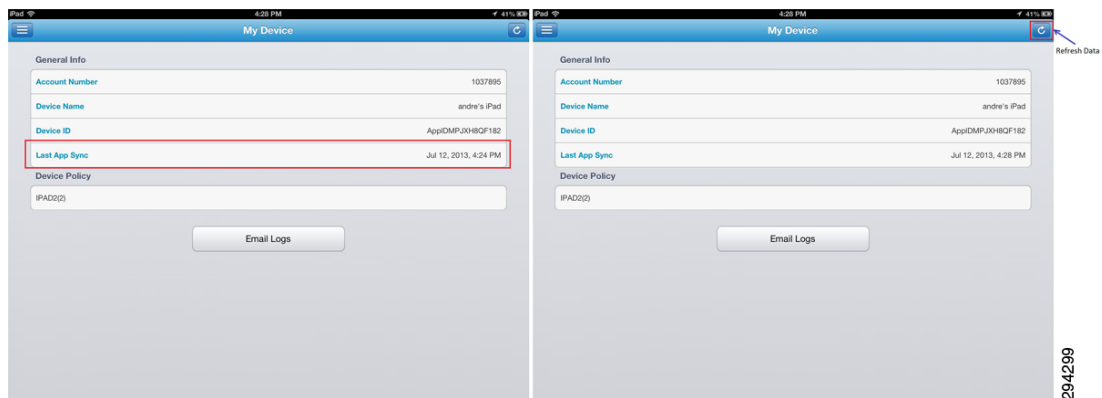 iPad 4:28 PM 41%
My Device
General Info
Account Number 1037895
Device Name andre's iPad
Device ID ApplDMPJXH8QF182
Last App Sync Jul 12, 2013, 4:24 PM
Device Policy
IPAD2(2)
Email Logs
iPad 4:28 PM 41%
My Device
Refresh Data
General Info
Account Number 1037895
Device Name andre's iPad
Device ID ApplDMPJXH8QF182
Last App Sync Jul 12, 2013, 4:28 PM
Device Policy
IPAD2(2)
Email Logs
294299